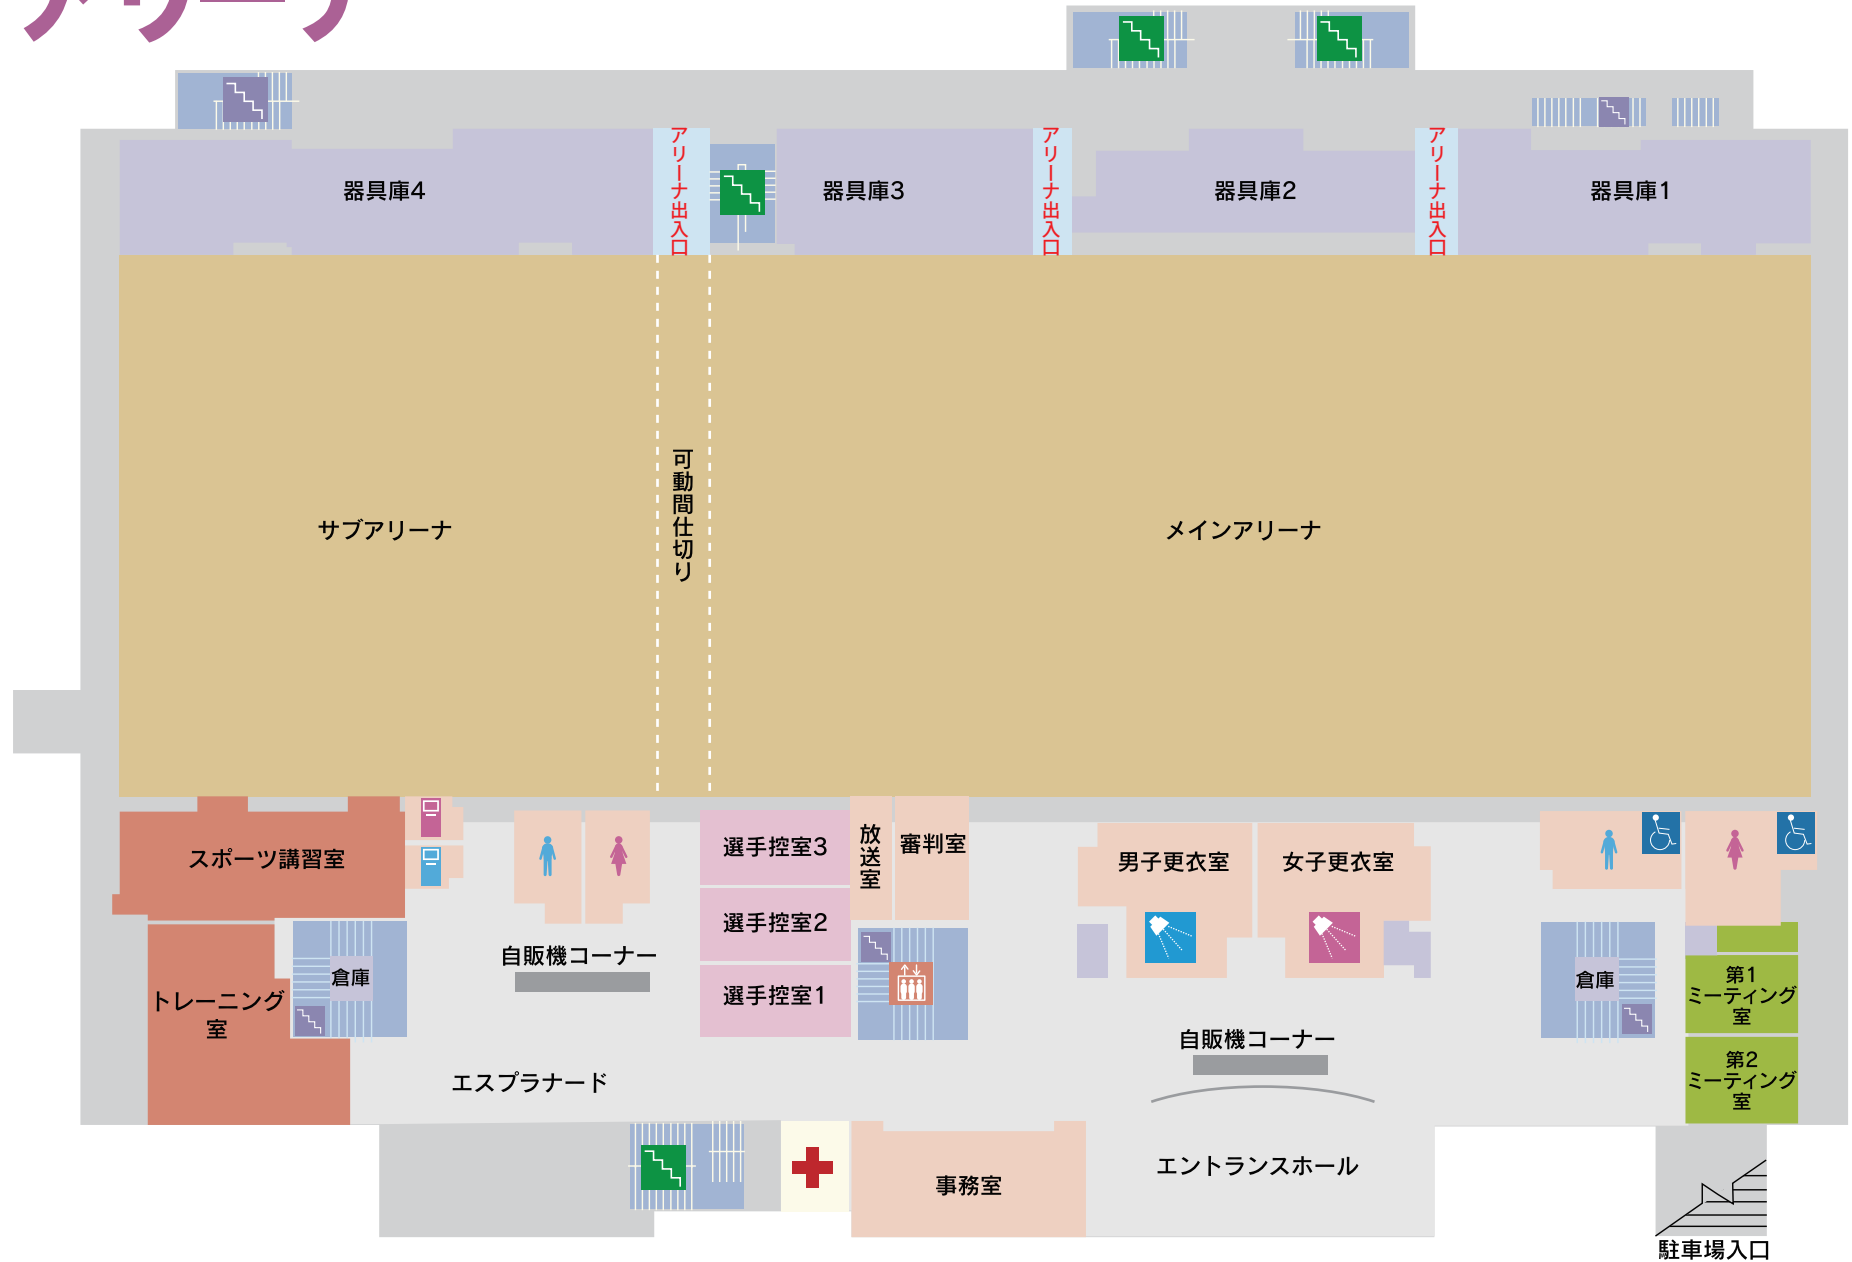 アリーナ
器具庫4
アリーナ出入口
器具庫3
アリーナ出入口
器具庫2
アリーナ出入口
器具庫1
サブアリーナ
可動間仕切り
メインアリーナ
スポーツ講習室
選手控室3
放送室
審判室
男子更衣室
女子更衣室
選手控室2
自販機コーナー
倉庫
倉庫
トレーニング
室
選手控室1
第1
ミーティング
室
自販機コーナー
エスプラナード
第2
ミーティング
室
エントランスホール
事務室
駐車場入口